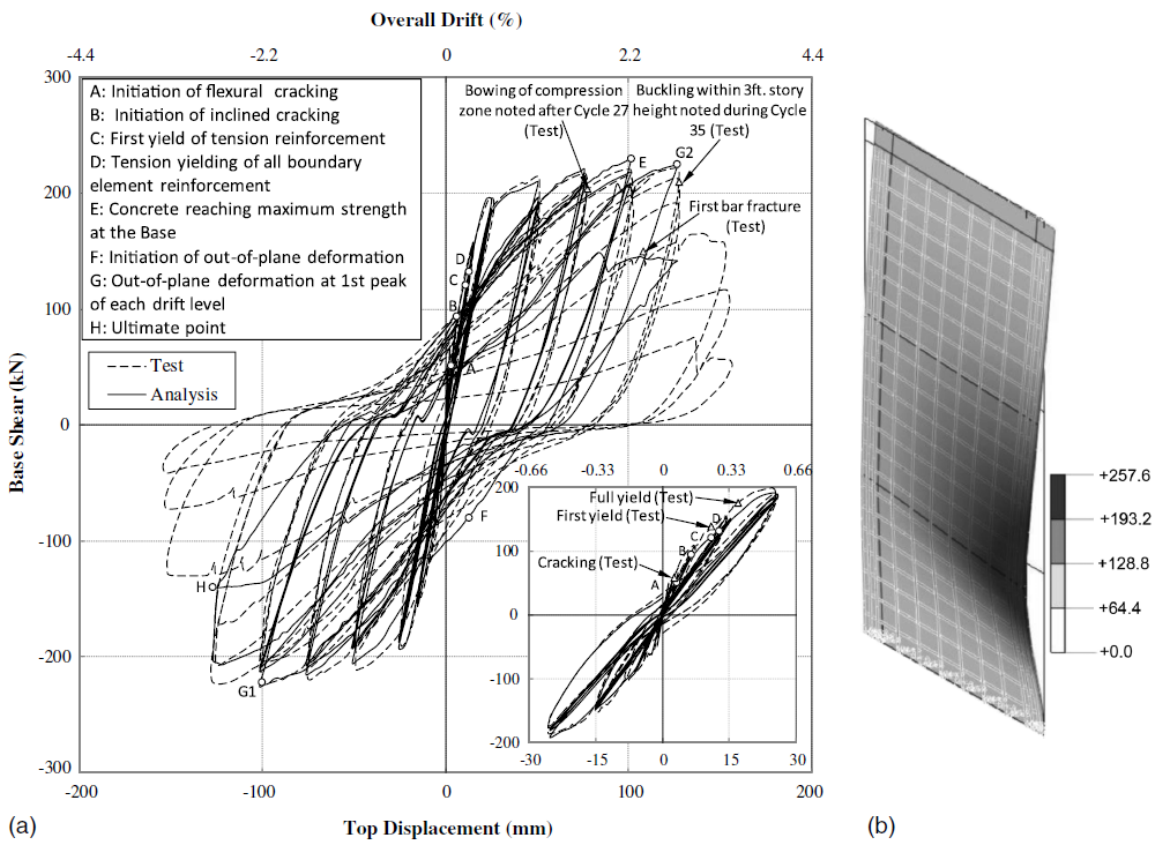 Overall Drift (%)
-4.4 -2.2 0 2.2 4.4
300
200
100
0
-100
-200
-300
Base Shear (kN)
A: Initiation of flexural cracking
B: Initiation of inclined cracking
C: First yield of tension reinforcement
D: Tension yielding of all boundary
element reinforcement
E: Concrete reaching maximum strength
at the Base
F: Initiation of out-of-plane deformation
G: Out-of-plane deformation at 1st peak
of each drift level
H: Ultimate point
Test
Analysis
Bowing of compression
zone noted after Cycle 27
(Test)
Buckling within 3ft. story
height noted during Cycle
35 (Test)
E
G2
First bar fracture
(Test)
D
C
B
A
F
H
G1
-0.66 -0.33 0 0.33 0.66
200
100
0
-100
-200
Full yield (Test)
First yield (Test)
D
C
B
Cracking (Test)
A
-30 -15 0 15 30
-200 -100 0 100 200
Top Displacement (mm)
(a)
+257.6
+193.2
+128.8
+64.4
+0.0
(b)